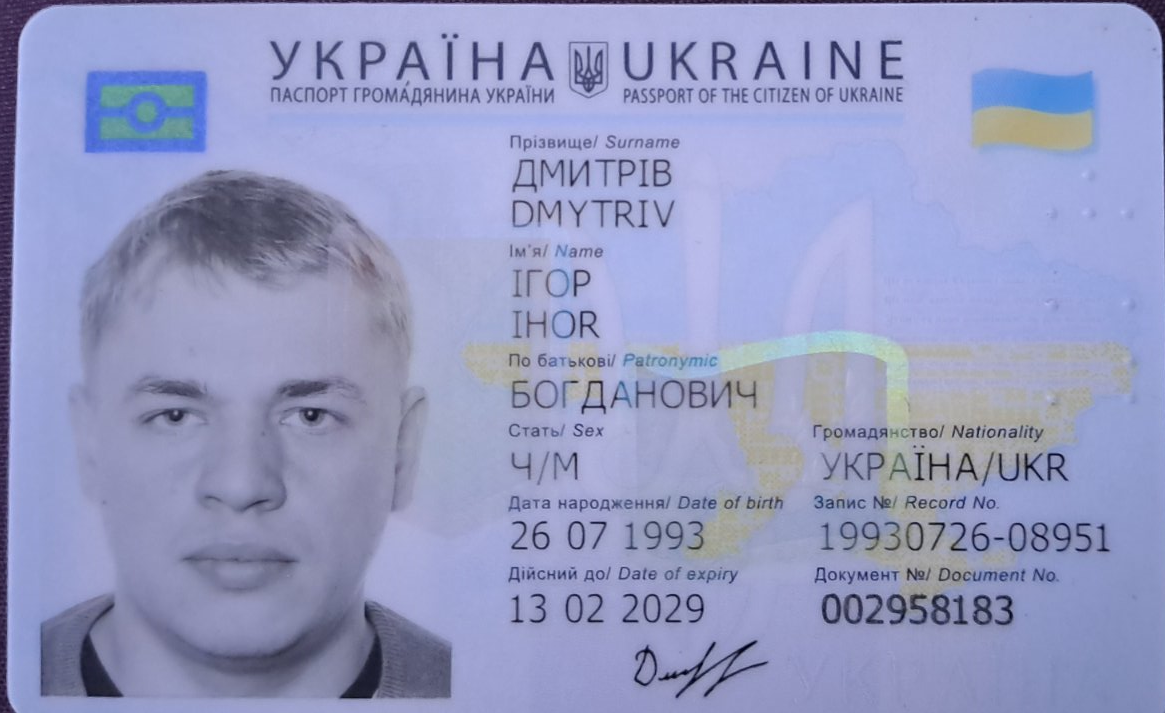 УКРАЇНА UKRAINE
ПАСПОРТ ГРОМАДЯНИНА УКРАЇНИ PASSPORT OF THE CITIZEN OF UKRAINE
Прізвище/ Surname
ДМИТРІВ
DMYTRIV
Ім'я/ Name
ІГОР
IHOR
По батькові/ Patronymic
БОГДАНОВИЧ
Стать/ Sex Громадянство/ Nationality
Ч/М УКРАЇНА/UKR
Дата народження/ Date of birth Запис №/ Record No.
26 07 1993 19930726-08951
Дійсний до/ Date of expiry Документ №/ Document No.
13 02 2029 002958183